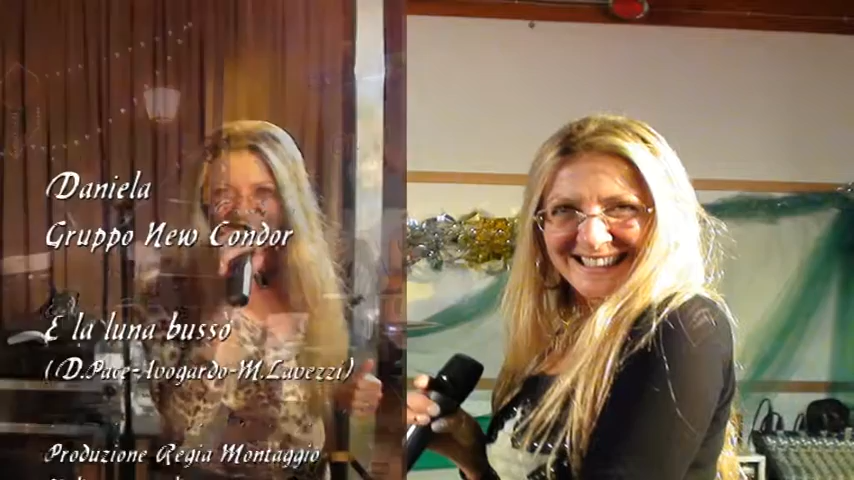 Daniela
Gruppo New Condor
E la luna bussò
(D.Pace-Avogardo-M.Lavezzi)
Produzione Regia Montaggio